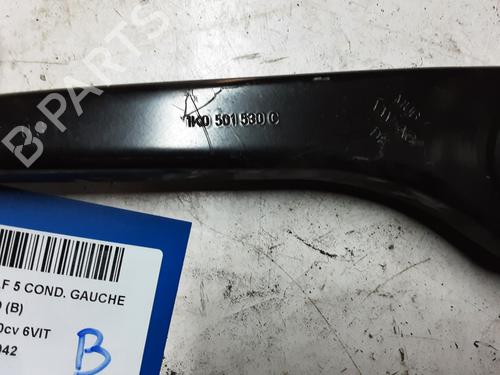 B-PARTS
1K0 501 530 C
F 5 COND. GAUCHE
(B)
0cv 6VIT
042
B